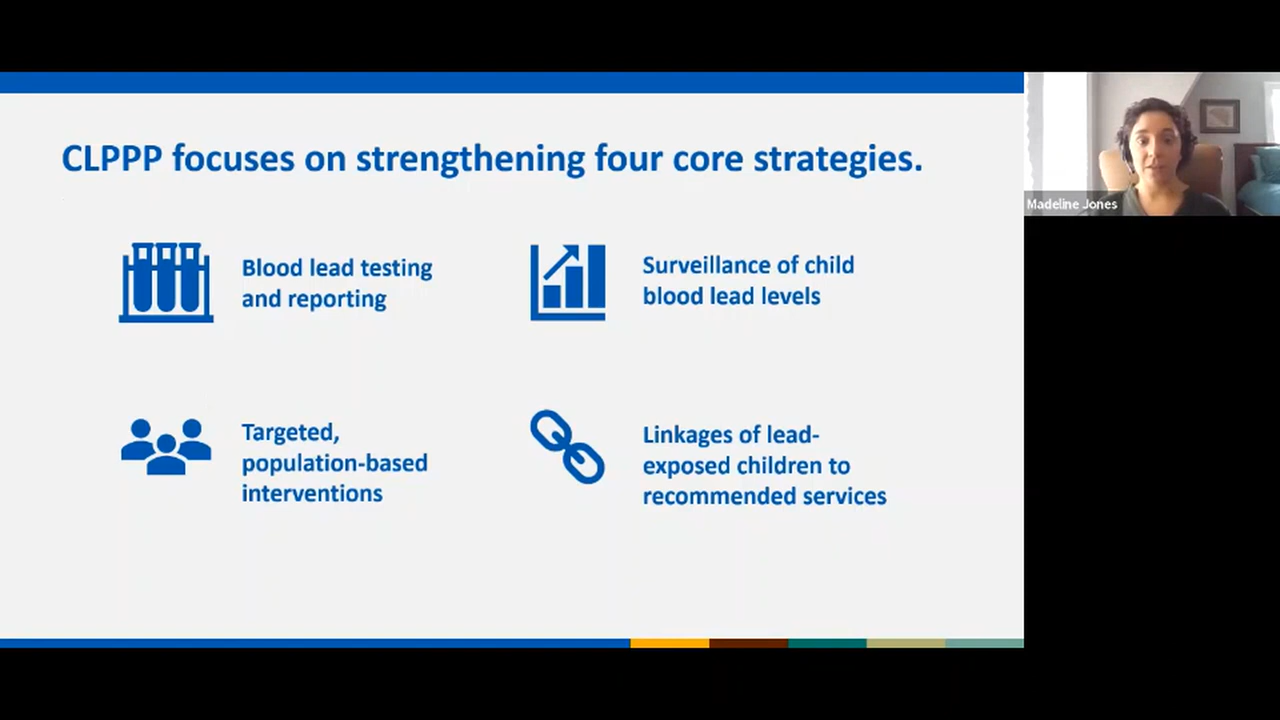 CLPPP focuses on strengthening four core strategies.
Blood lead testing
and reporting
Surveillance of child
blood lead levels
Targeted,
population-based
interventions
Linkages of lead-
exposed children to
recommended services
Madeline Jones